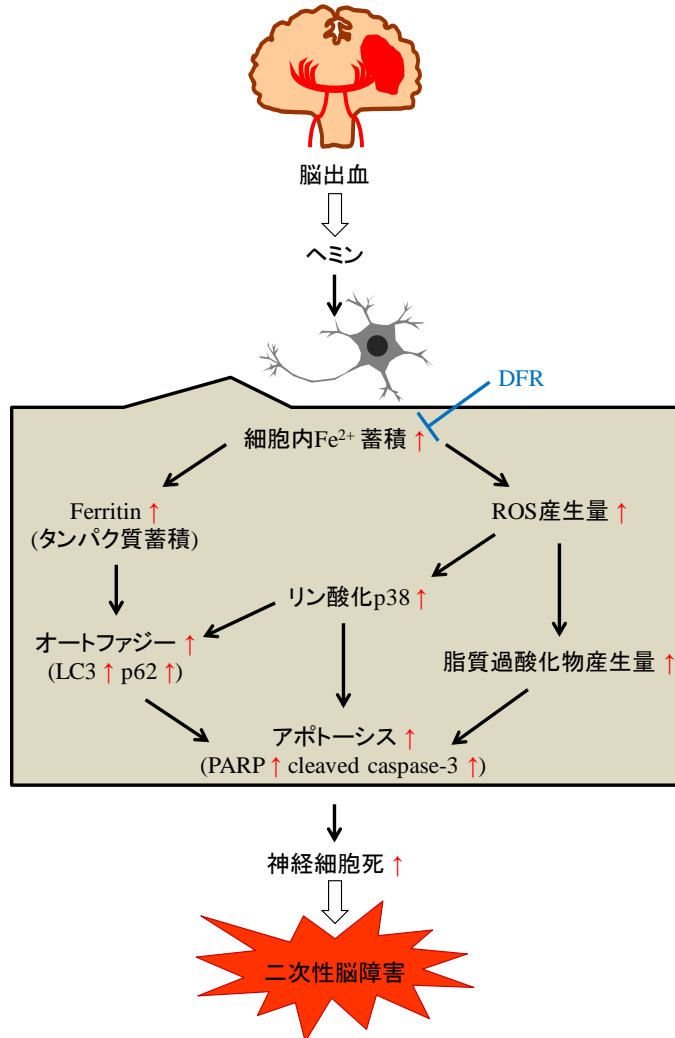 脳出血
ヘミン
DFR
細胞内Fe²⁺ 蓄積 ↑
Ferritin ↑
(タンパク質蓄積)
ROS産生量 ↑
リン酸化p38 ↑
オートファジー ↑
(LC3 ↑ p62 ↑)
脂質過酸化物産生量 ↑
アポトーシス ↑
(PARP ↑ cleaved caspase-3 ↑)
神経細胞死 ↑
二次性脳障害